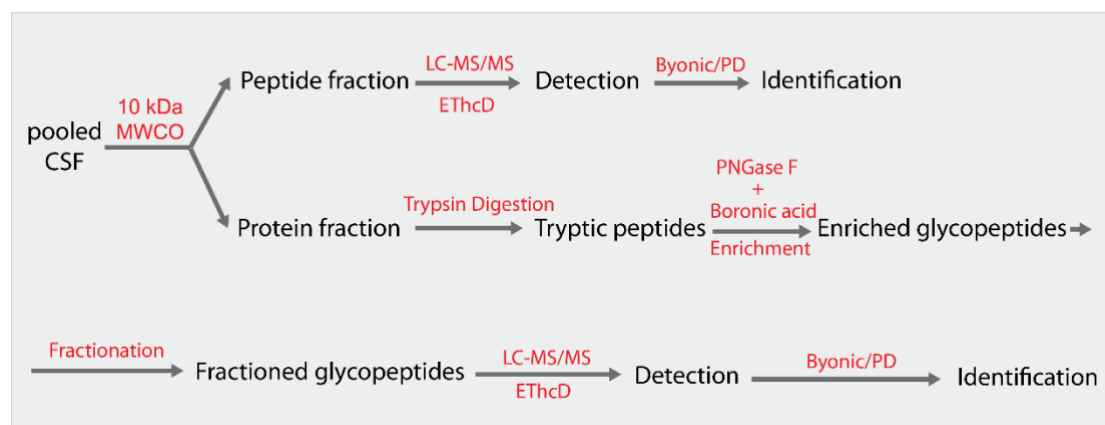 LC-MS/MS
Byonic/PD
Peptide fraction
Detection
Identification
EThcD
10 kDa
MWCO
pooled
CSF
PNGase F
+
Trypsin Digestion
Boronic acid
Protein fraction
Tryptic peptides
Enriched glycopeptides
Enrichment
Fractionation
LC-MS/MS
Byonic/PD
Fractioned glycopeptides
Detection
Identification
EThcD